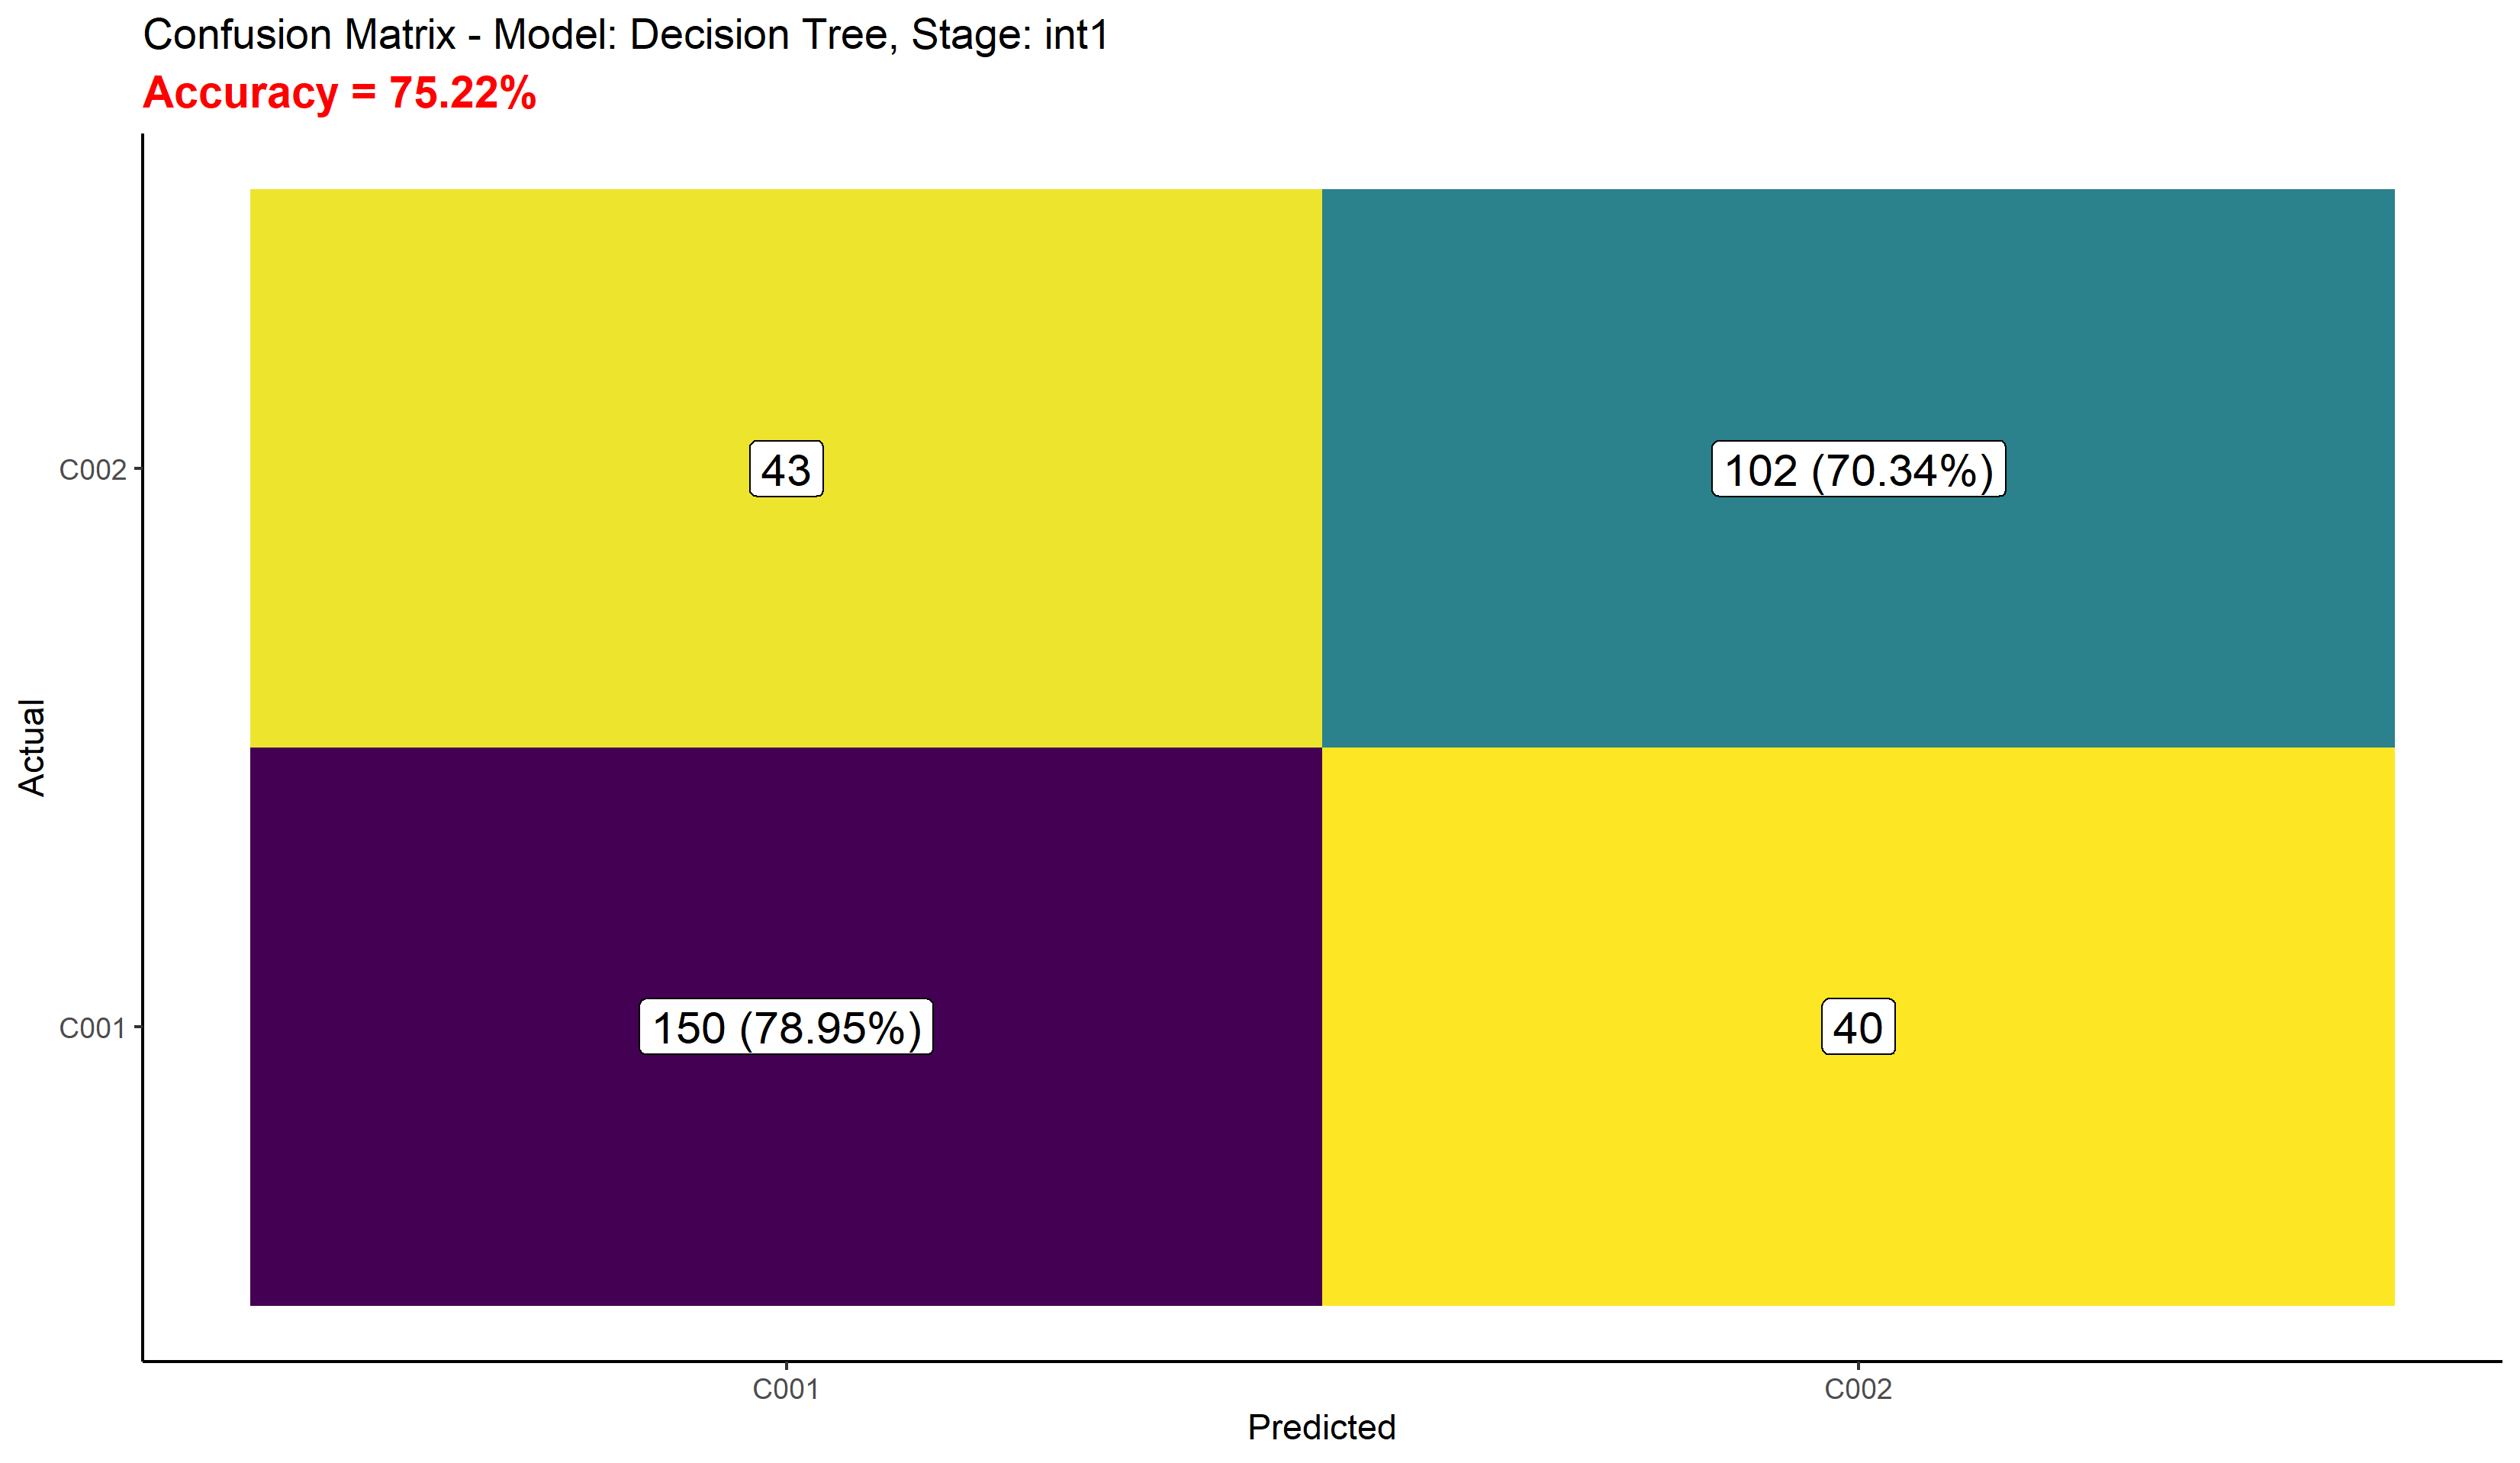 Confusion Matrix - Model: Decision Tree, Stage: int1
Accuracy = 75.22%
Actual
C002
43
102 (70.34%)
C001
150 (78.95%)
40
C001
C002
Predicted